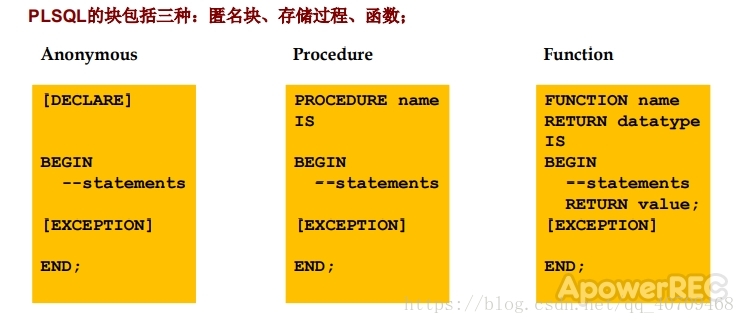 PLSQL的块包括三种：匿名块、存储过程、函数；
Anonymous
[DECLARE]
BEGIN
--statements
[EXCEPTION]
END;
Procedure
PROCEDURE name
IS
BEGIN
--statements
[EXCEPTION]
END;
Function
FUNCTION name
RETURN datatype
IS
BEGIN
--statements
RETURN value;
[EXCEPTION]
END;
ApowerREC
https://blog.csdn.net/qq_40709468